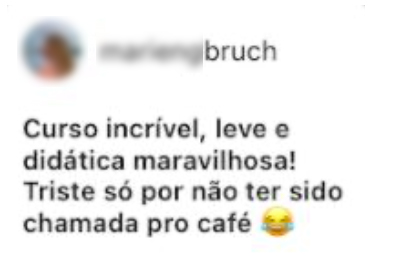 bruch
Curso incrível, leve e
didática maravilhosa!
Triste só por não ter sido
chamada pro café 😂